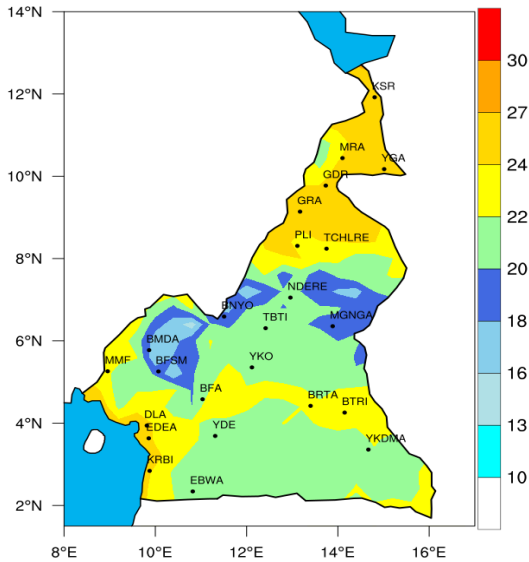 14°N
12°N
10°N
8°N
6°N
4°N
2°N
8°E
10°E
12°E
14°E
16°E
KSR
MRA
YGA
GDR
GRA
PLI
TCHLRE
NDERE
BNYO
TBTI
MGNGA
BMDA
MMF
BFSM
YKO
BFA
BRTA
BTRI
DLA
EDEA
YDE
YKDMA
KRBI
EBWA
30
27
24
22
20
18
16
13
10